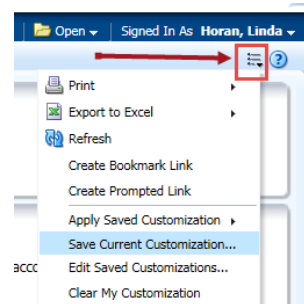 Open Signed In As Horan, Linda
Print
Export to Excel
Refresh
Create Bookmark Link
Create Prompted Link
Apply Saved Customization
Save Current Customization...
acco Edit Saved Customizations...
Clear My Customization